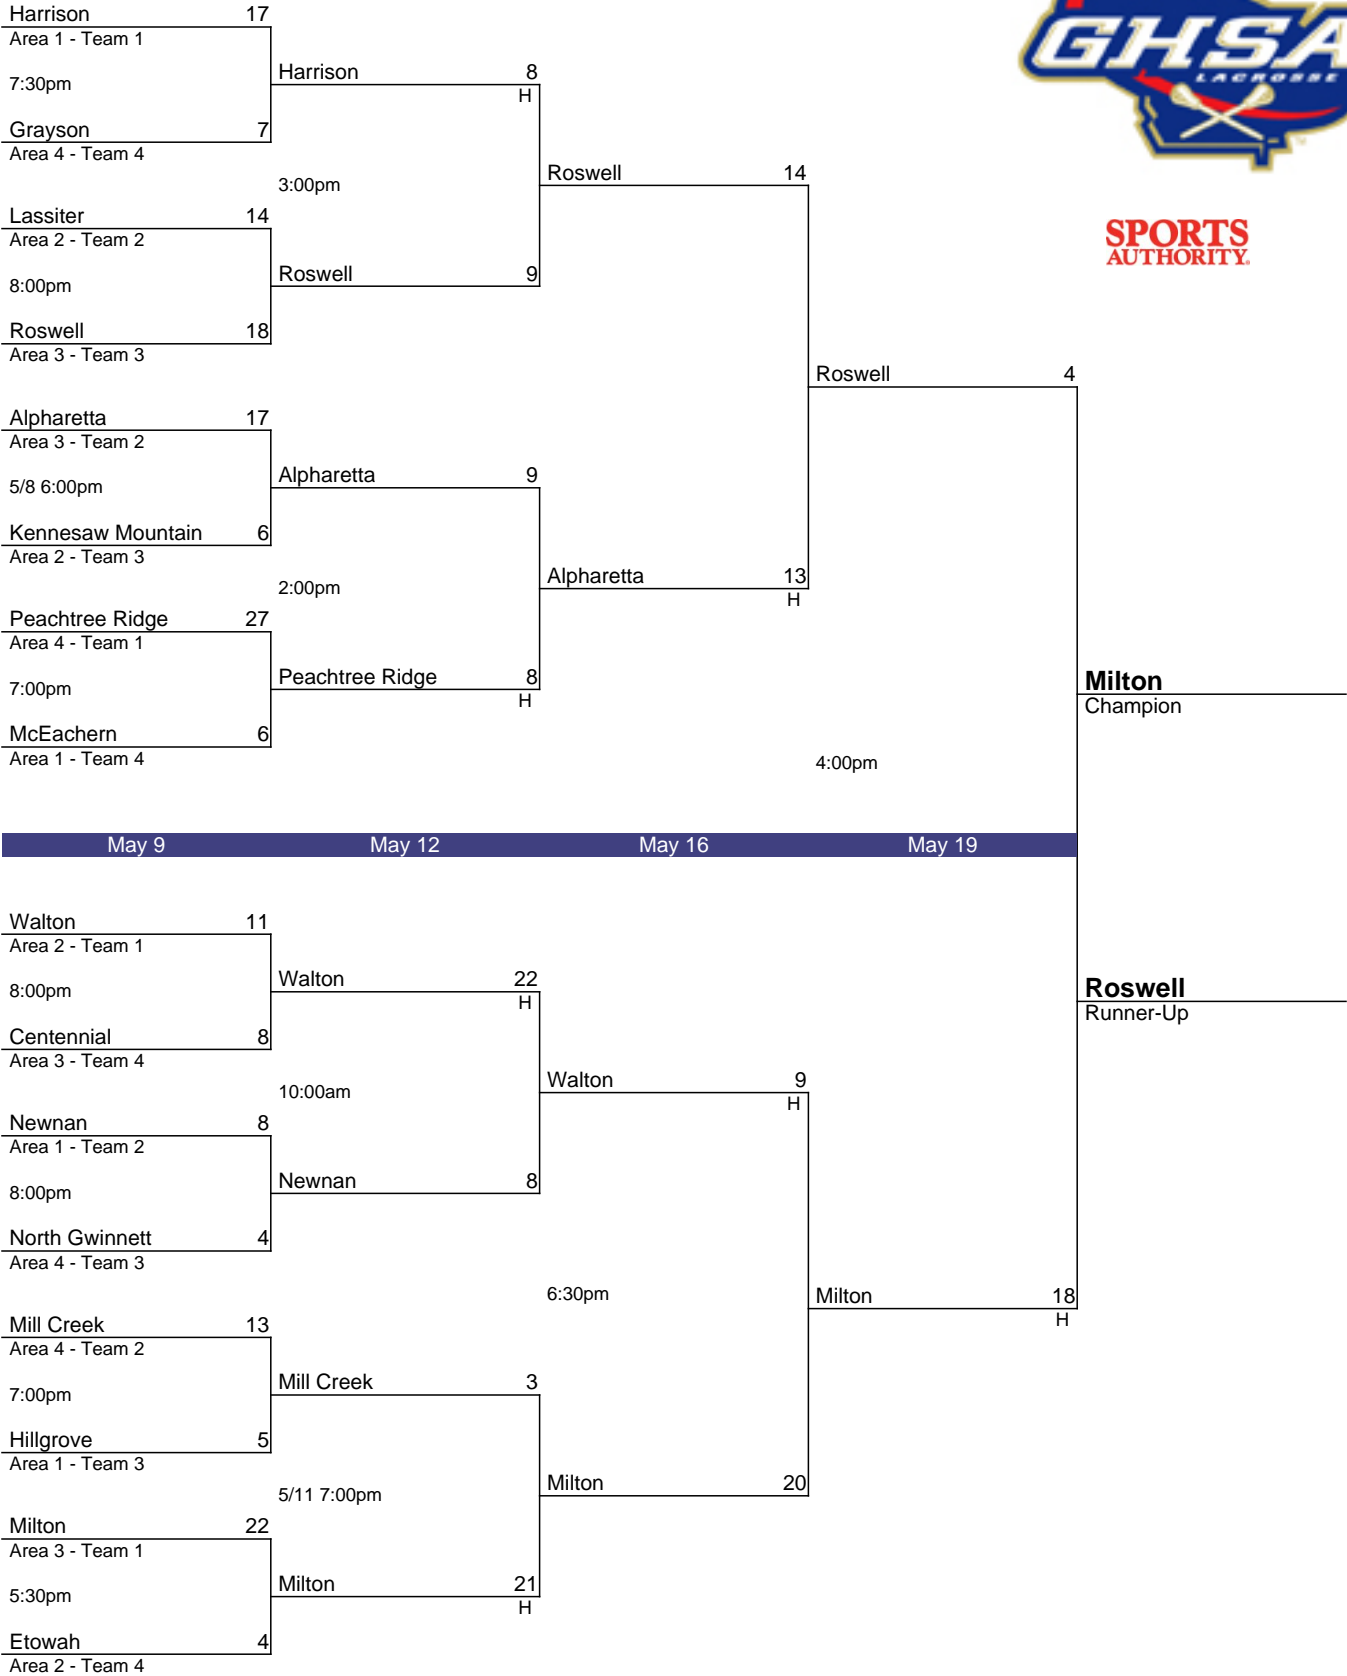 Harrison 17
Area 1 - Team 1
7:30pm
Grayson 7
Area 4 - Team 4
Lassiter 14
Area 2 - Team 2
8:00pm
Roswell 18
Area 3 - Team 3
Alpharetta 17
Area 3 - Team 2
5/8 6:00pm
Kennesaw Mountain 6
Area 2 - Team 3
Peachtree Ridge 27
Area 4 - Team 1
7:00pm
McEachern 6
Area 1 - Team 4
Harrison 8
H
3:00pm
Roswell 9
Alpharetta 9
2:00pm
Peachtree Ridge 8
H
Roswell 14
Alpharetta 13
H
Roswell 4
4:00pm
GHSA
LACROSSE
SPORTS
AUTHORITY.
Milton
Champion
May 9 May 12 May 16 May 19
Walton 11
Area 2 - Team 1
8:00pm
Centennial 8
Area 3 - Team 4
Newnan 8
Area 1 - Team 2
8:00pm
North Gwinnett 4
Area 4 - Team 3
Mill Creek 13
Area 4 - Team 2
7:00pm
Hillgrove 5
Area 1 - Team 3
Milton 22
Area 3 - Team 1
5:30pm
Etowah 4
Area 2 - Team 4
Walton 22
H
10:00am
Newnan 8
Mill Creek 3
5/11 7:00pm
Milton 21
H
Walton 9
H
6:30pm
Milton 20
Milton 18
H
Roswell
Runner-Up